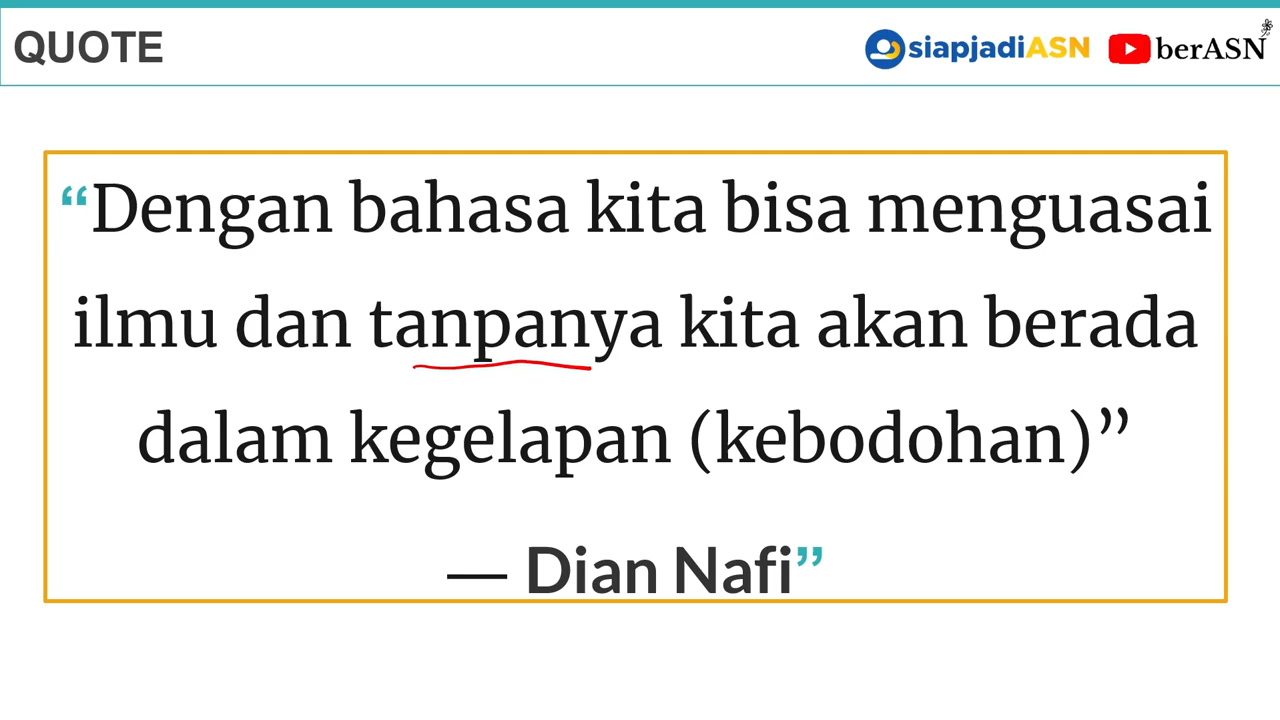 QUOTE
siapjadiASN
berASN
“Dengan bahasa kita bisa menguasai
ilmu dan tanpanya kita akan berada
dalam kegelapan (kebodohan)”
— Dian Nafi”